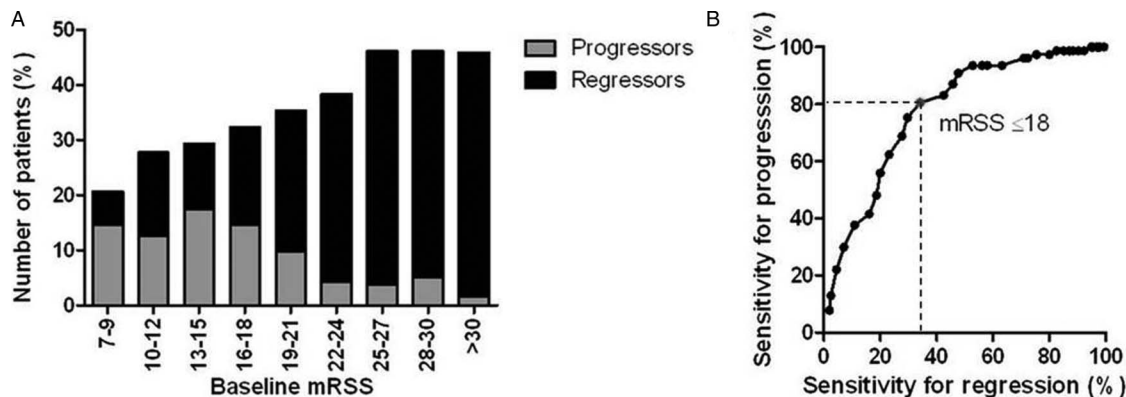 A
Number of patients (%)
50
40
30
20
10
0
7-9
10-12
13-15
16-18
19-21
22-24
25-27
28-30
>30
Baseline mRSS
Progressors
Regressors
B
Sensitivity for progresssion (%)
100
80
60
40
20
0
mRSS ≤18
0 20 40 60 80 100
Sensitivity for regression (%)